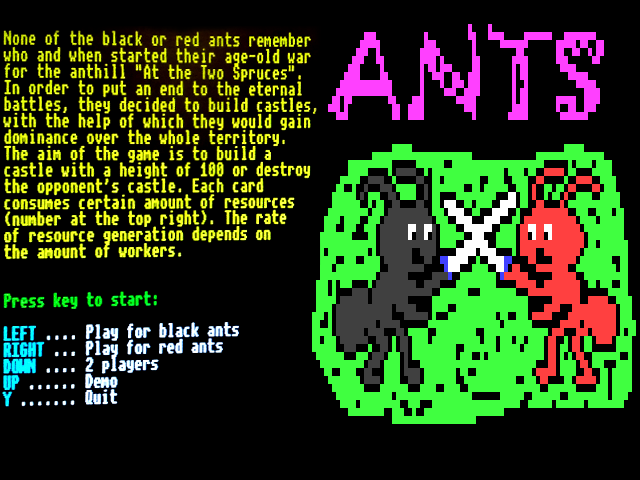 ANTS
None of the black or red ants remember
who and when started their age-old war
for the anthill "At the Two Spruces".
In order to put an end to the eternal
battles, they decided to build castles,
with the help of which they would gain
dominance over the whole territory.
The aim of the game is to build a
castle with a height of 100 or destroy
the opponent's castle. Each card
consumes certain amount of resources
(number at the top right). The rate
of resource generation depends on
the amount of workers.
Press key to start:
LEFT .... Play for black ants
RIGHT ... Play for red ants
DOWN .... 2 players
UP ...... Demo
Y ....... Quit